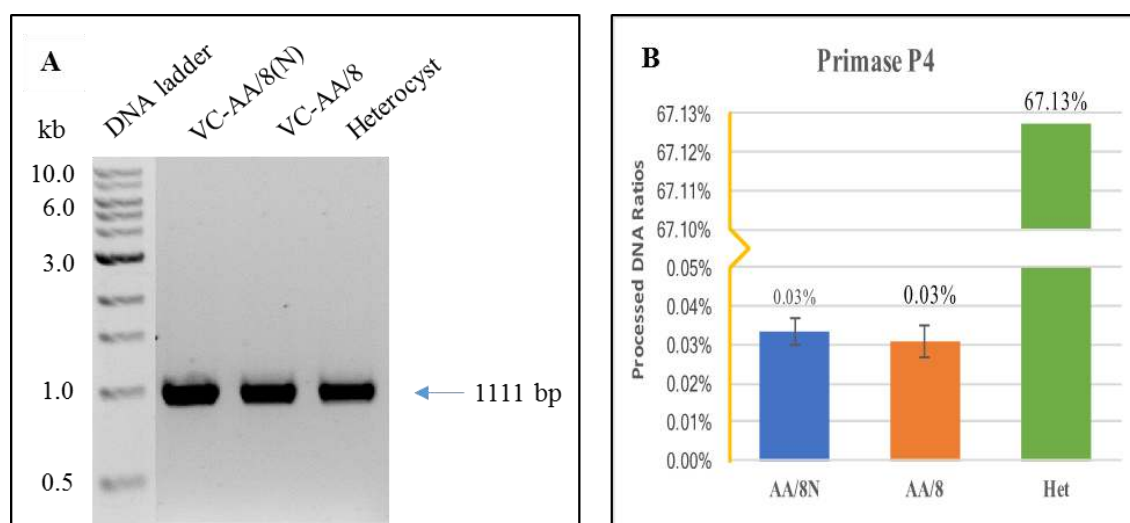 A
DNA ladder
VC-AA/8(N)
VC-AA/8
Heterocyst
kb
10.0
6.0
3.0
1.0
0.5
1111 bp
B
Primase P4
Processed DNA Ratios
67.13%
67.12%
67.11%
67.10%
0.05%
0.04%
0.03%
0.02%
0.01%
0.00%
0.03%
0.03%
67.13%
AA/8N
AA/8
Het